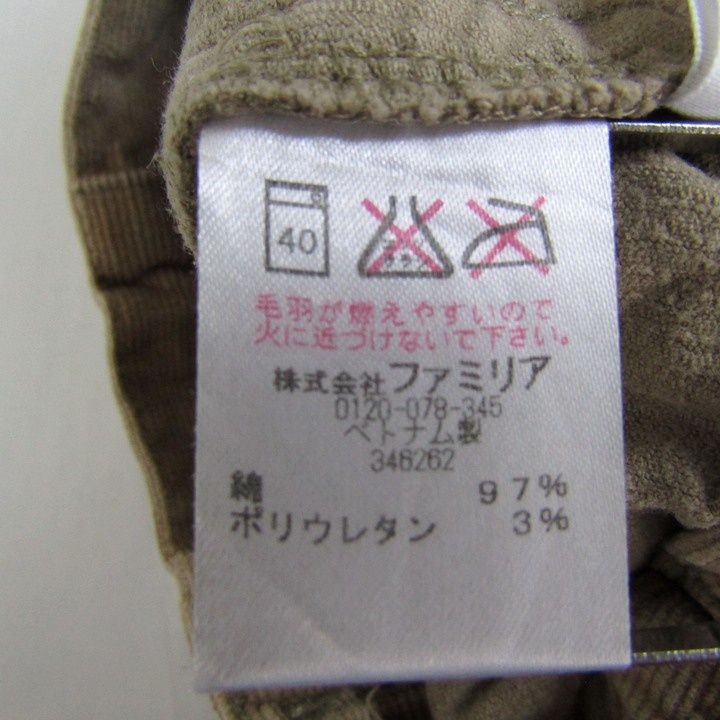 40
毛羽が燃えやすいので
火に近づけないで下さい。
株式会社ファミリア
0120-078-345
ベトナム製
346262
綿 97%
ポリウレタン 3%